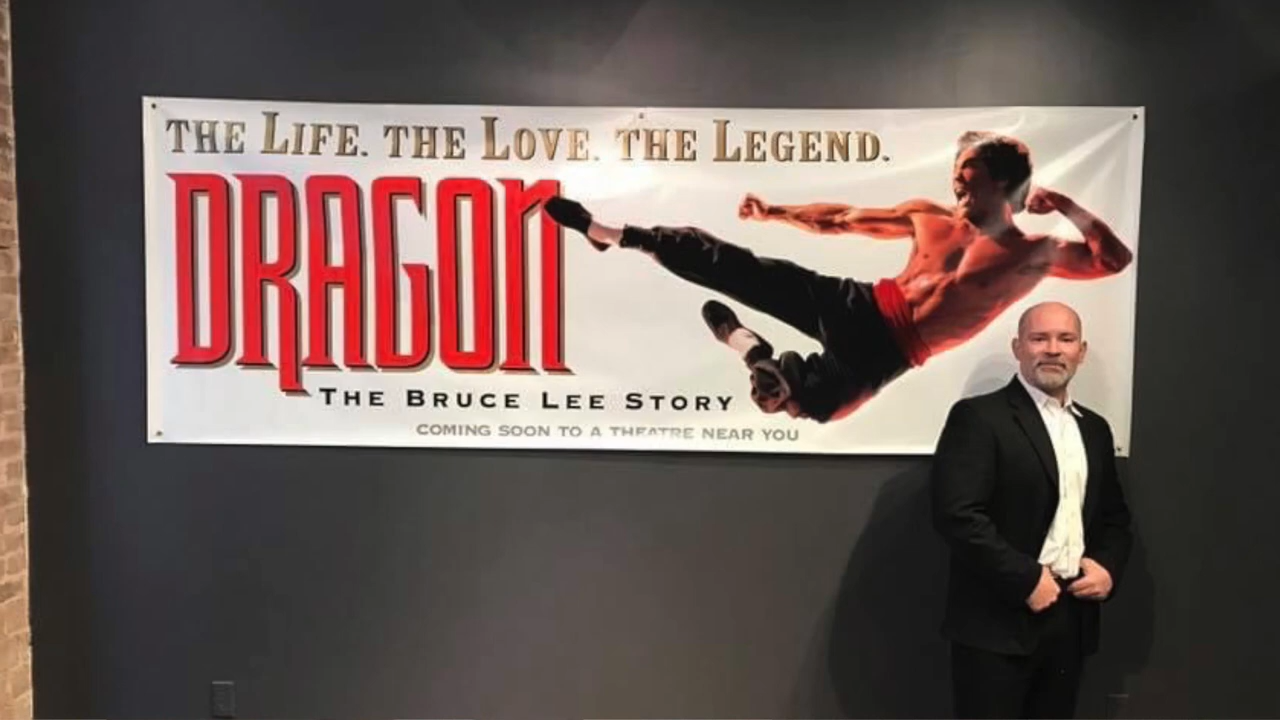 THE LIFE. THE LOVE. THE LEGEND.
DRAGON
THE BRUCE LEE STORY
COMING SOON TO A THEATRE NEAR YOU